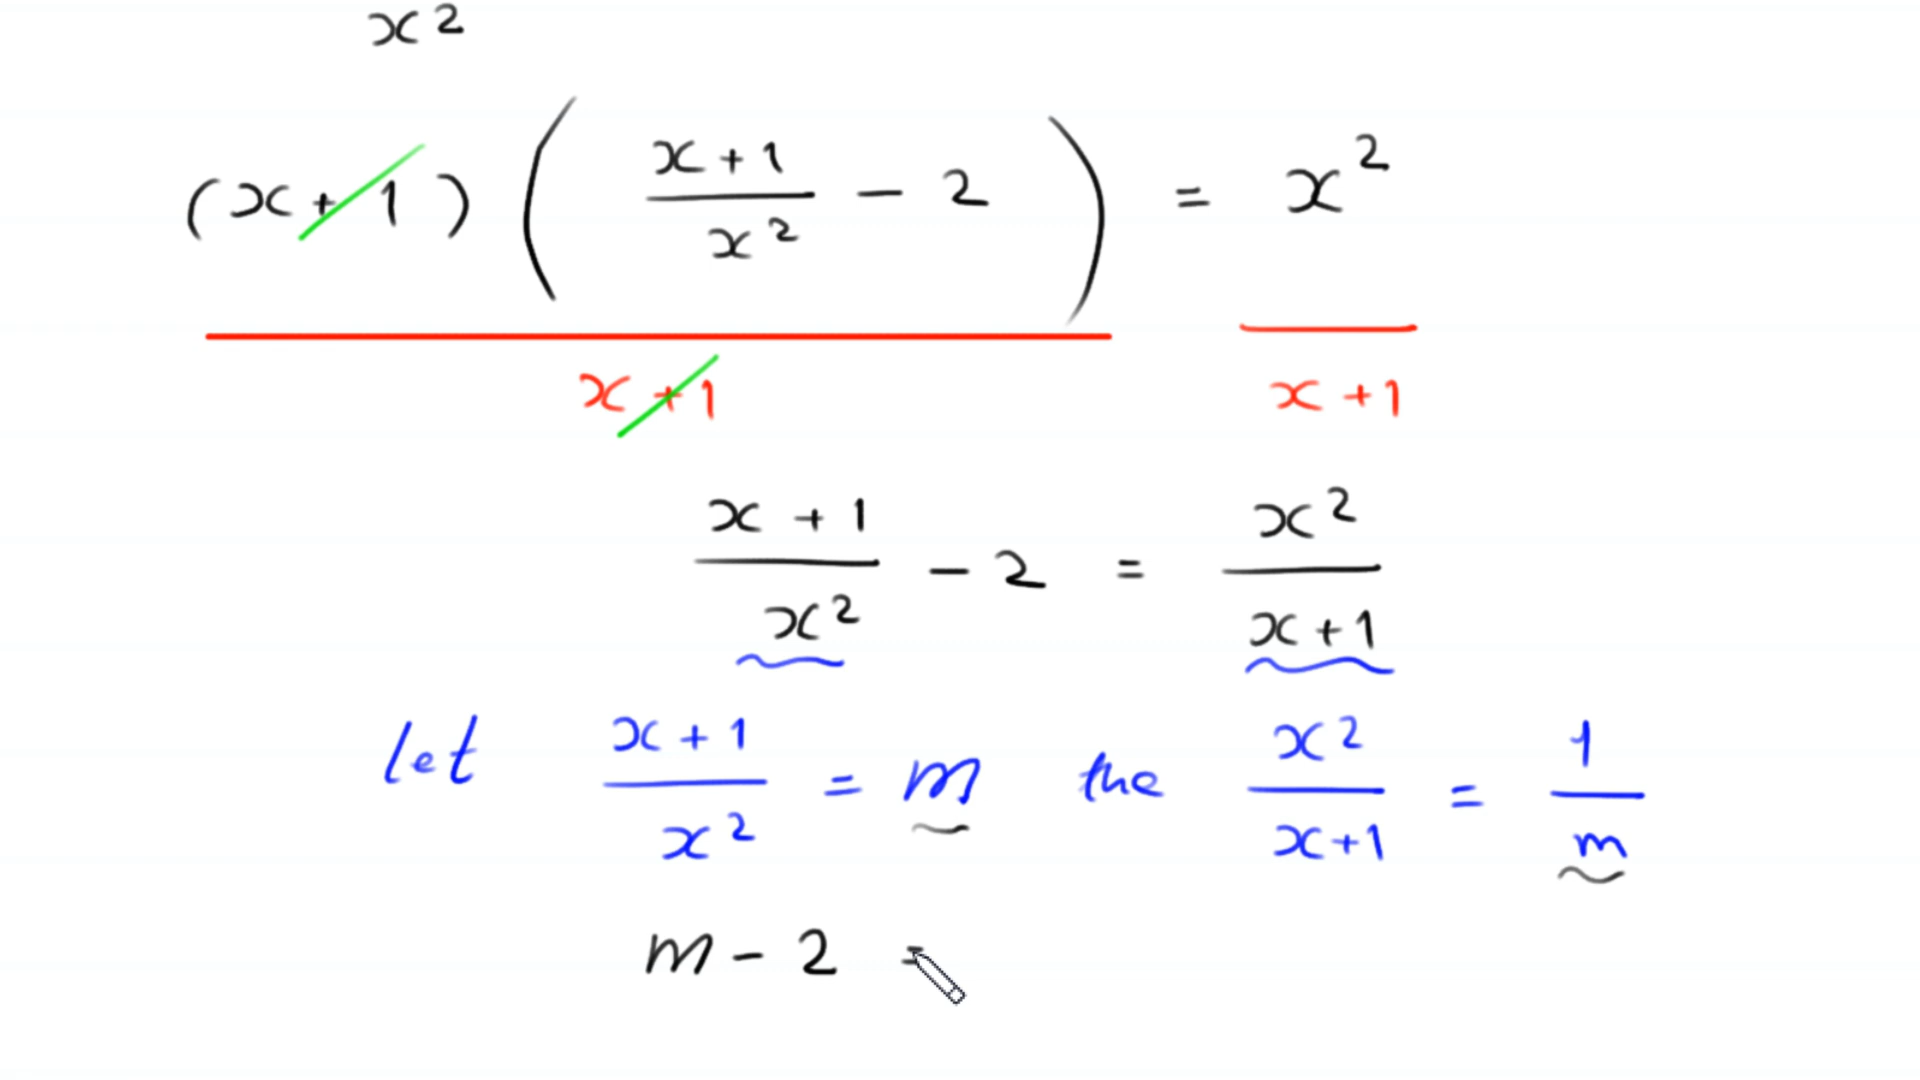 x²
(x+1)((x+1)/x² - 2) = x²
x+1 x+1
(x+1)/x² - 2 = x²/(x+1)
let (x+1)/x² = m the x²/(x+1) = 1/m
m - 2 =